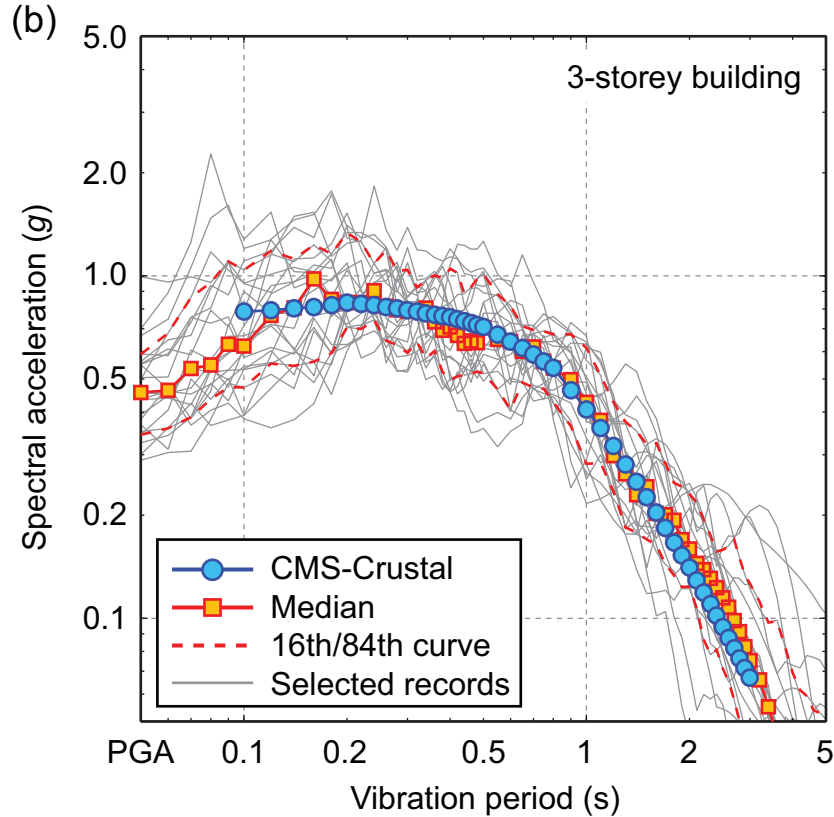 (b)
5.0
3-storey building
2.0
1.0
0.5
0.2
0.1
Spectral acceleration (g)
CMS-Crustal
Median
16th/84th curve
Selected records
PGA 0.1 0.2 0.5 1 2 5
Vibration period (s)